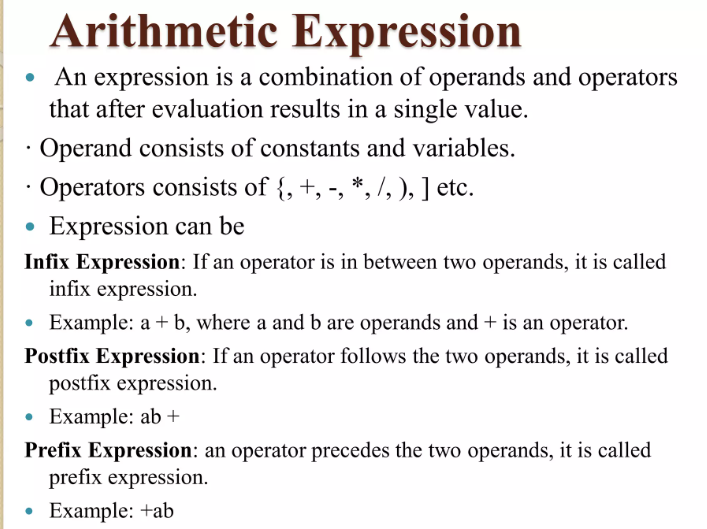 Arithmetic Expression
• An expression is a combination of operands and operators
that after evaluation results in a single value.
· Operand consists of constants and variables.
· Operators consists of {, +, -, *, /, ), ] etc.
• Expression can be
Infix Expression: If an operator is in between two operands, it is called
infix expression.
• Example: a + b, where a and b are operands and + is an operator.
Postfix Expression: If an operator follows the two operands, it is called
postfix expression.
• Example: ab +
Prefix Expression: an operator precedes the two operands, it is called
prefix expression.
• Example: +ab